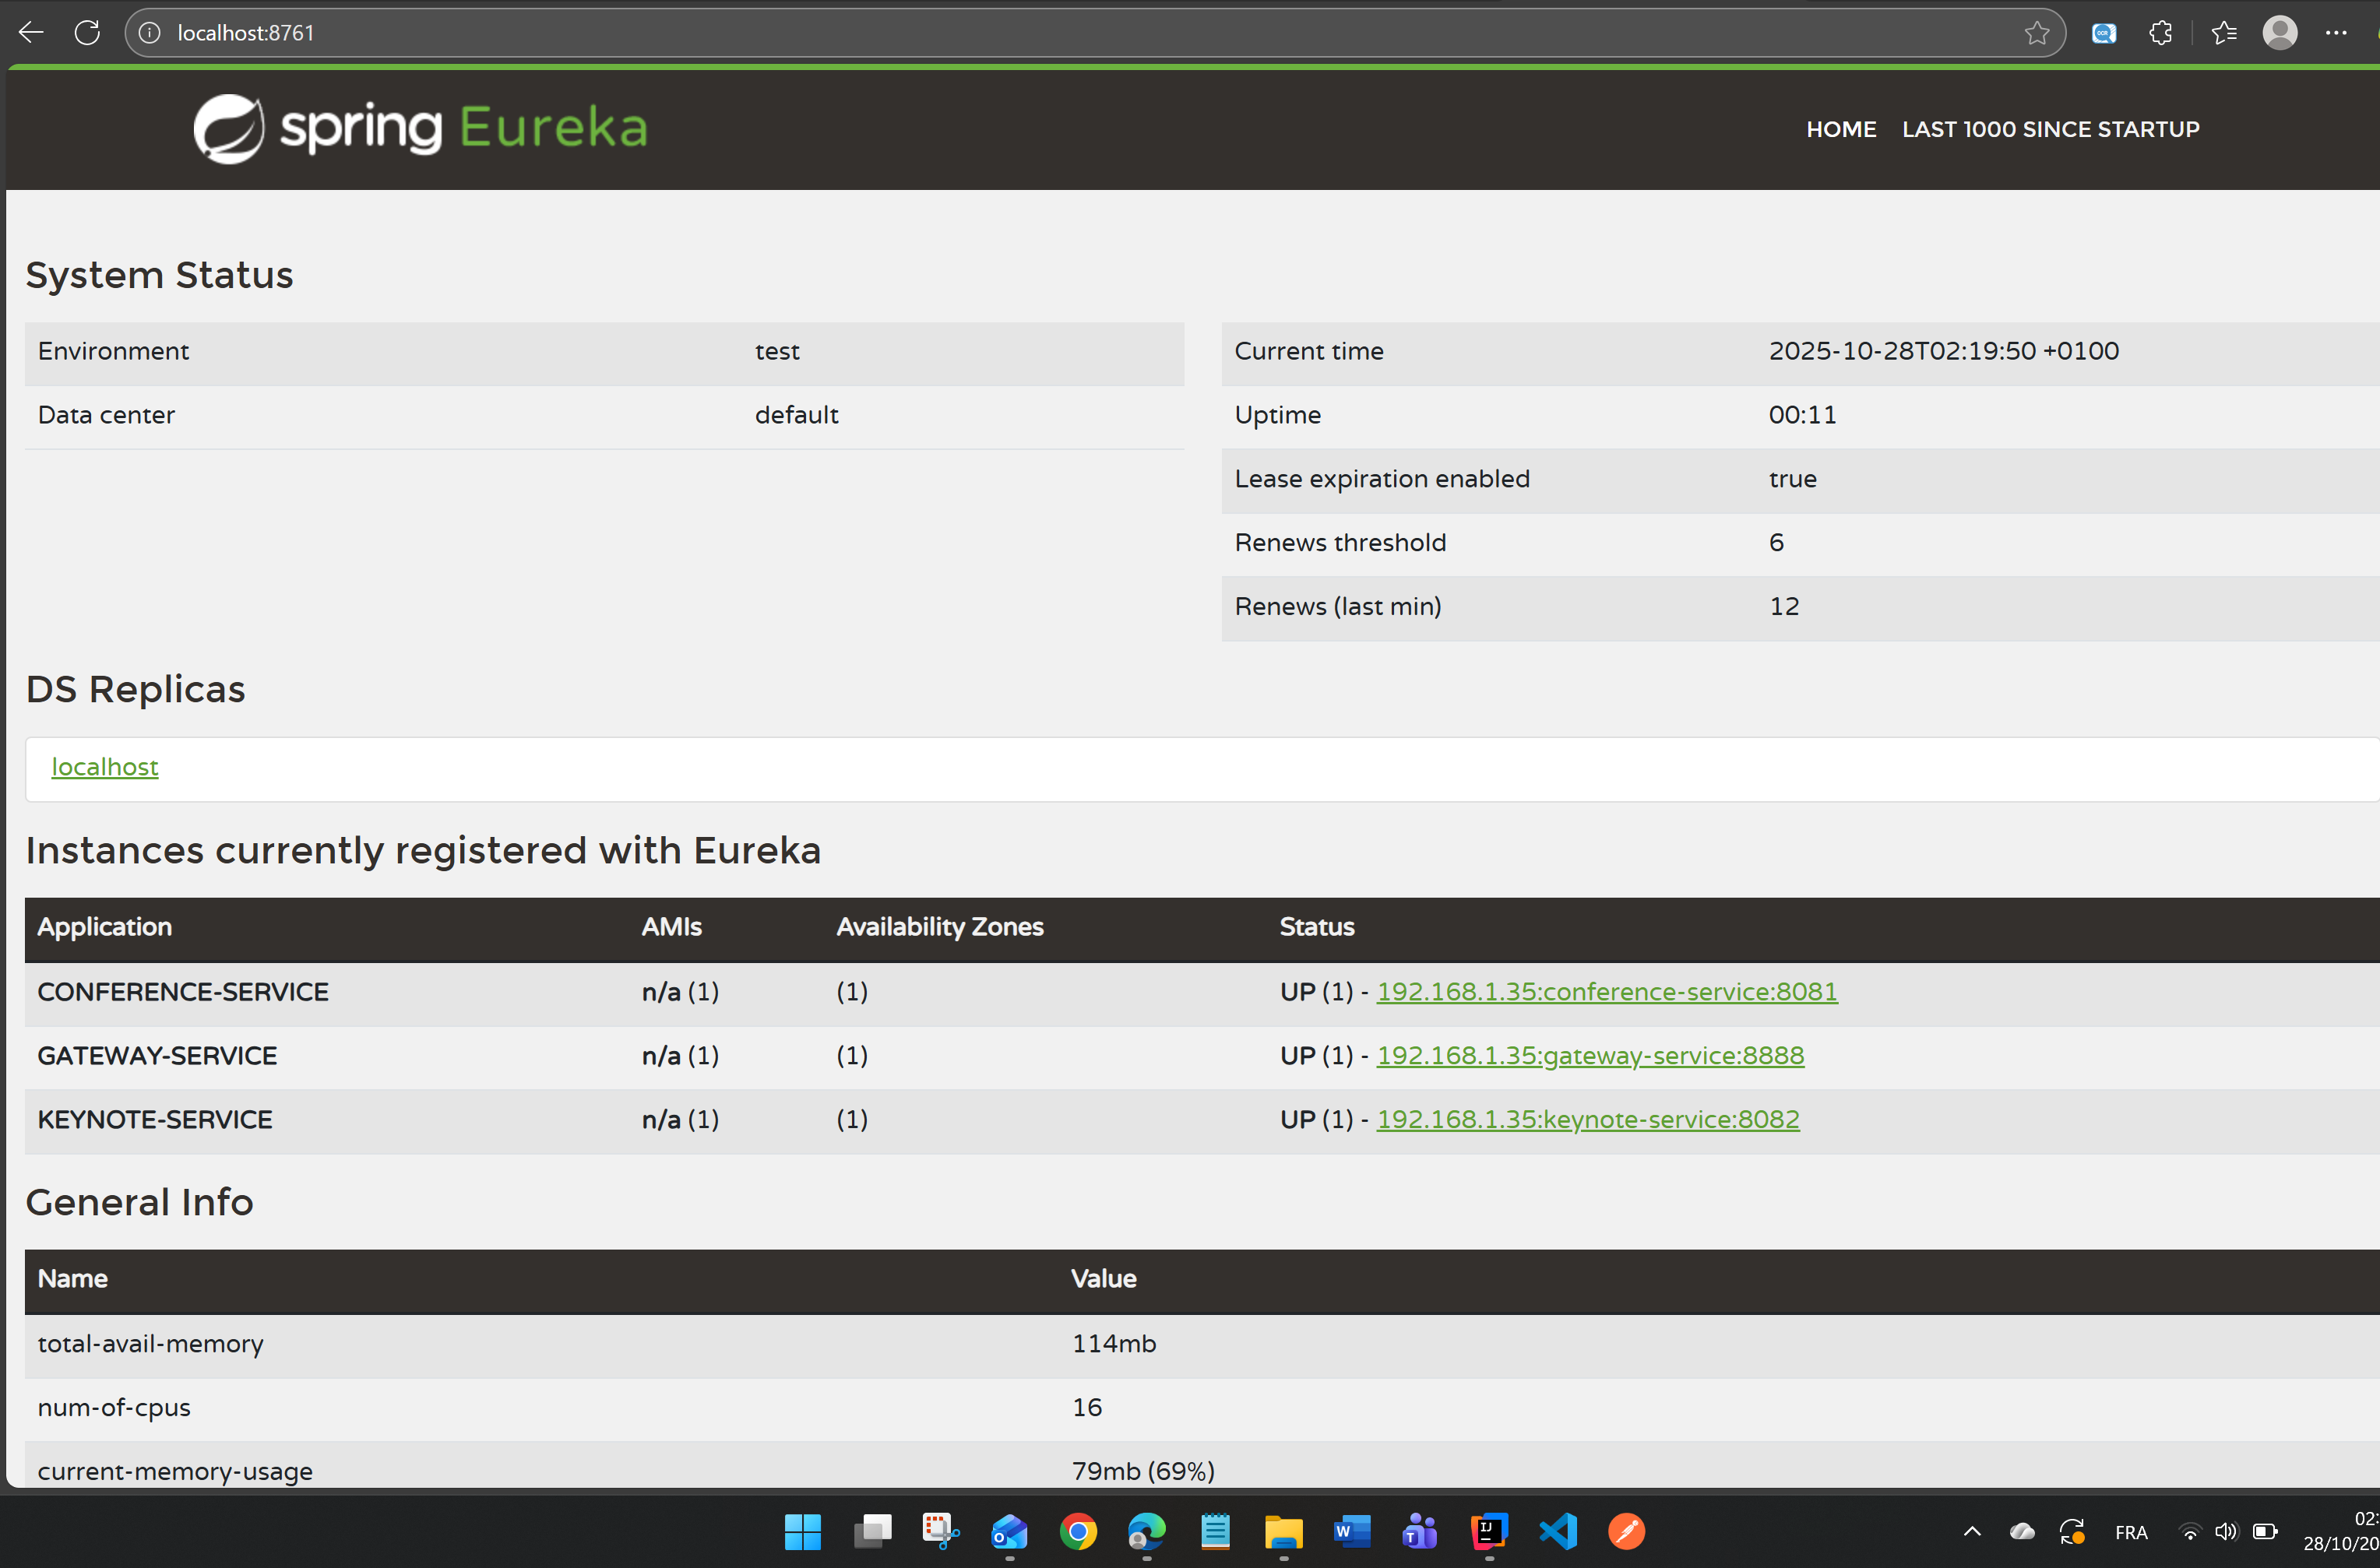 localhost:8761
spring Eureka
HOME LAST 1000 SINCE STARTUP
System Status
Environment test
Data center default
Current time 2025-10-28T02:19:50 +0100
Uptime 00:11
Lease expiration enabled true
Renews threshold 6
Renews (last min) 12
DS Replicas
localhost
Instances currently registered with Eureka
Application AMIs Availability Zones Status
CONFERENCE-SERVICE n/a (1) (1) UP (1) - 192.168.1.35:conference-service:8081
GATEWAY-SERVICE n/a (1) (1) UP (1) - 192.168.1.35:gateway-service:8888
KEYNOTE-SERVICE n/a (1) (1) UP (1) - 192.168.1.35:keynote-service:8082
General Info
Name Value
total-avail-memory 114mb
num-of-cpus 16
current-memory-usage 79mb (69%)
FRA
02:
28/10/20